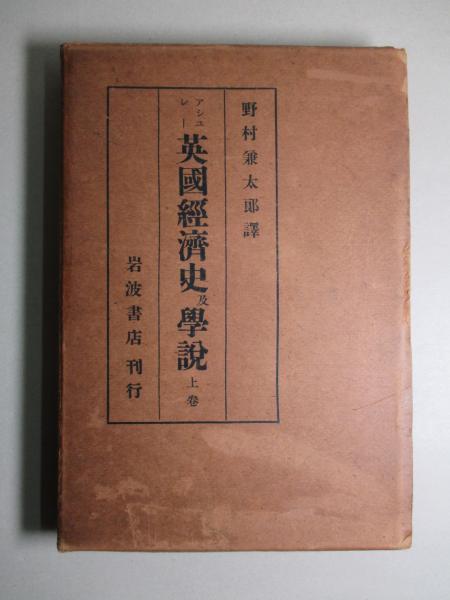 野村兼太郎譯
アシュレー
英國經濟史及學說 上卷
岩波書店刊行